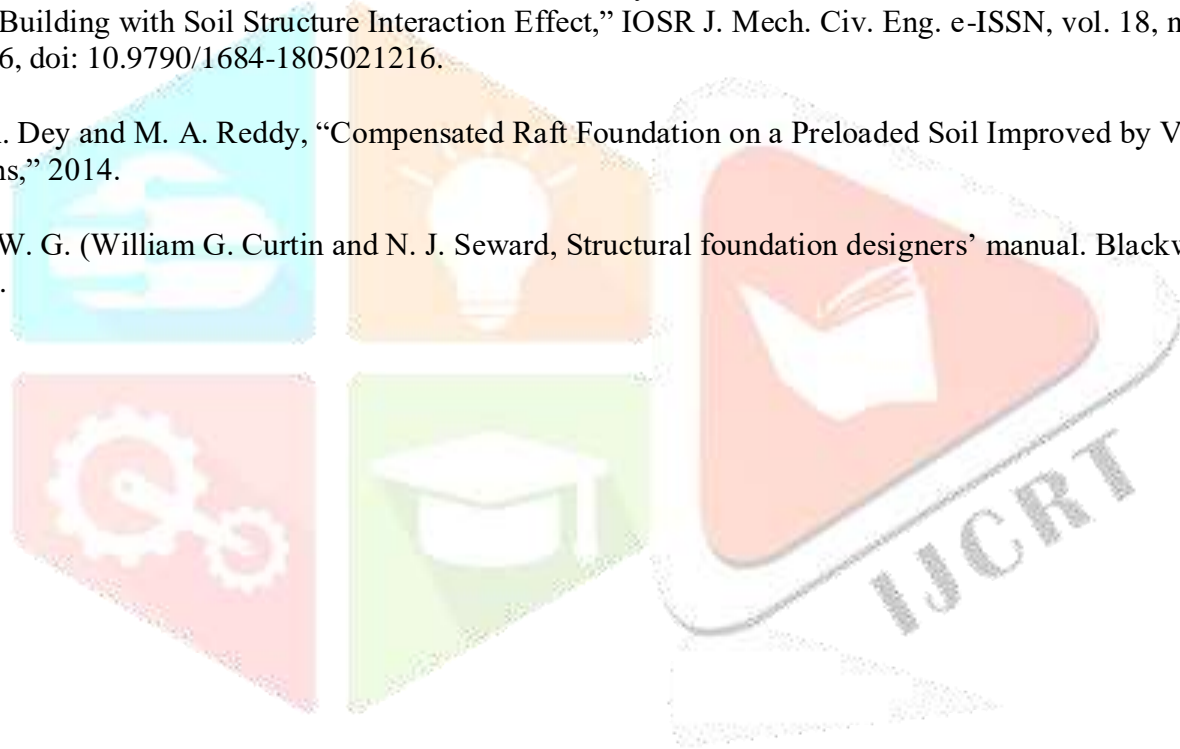 Building with Soil Structure Interaction Effect,” IOSR J. Mech. Civ. Eng. e-ISSN, vol. 18,
6, doi: 10.9790/1684-1805021216.
. Dey and M. A. Reddy, “Compensated Raft Foundation on a Preloaded Soil Improved by
,” 2014.
W. G. (William G. Curtin and N. J. Seward, Structural foundation designers’ manual.
.
IJCRT